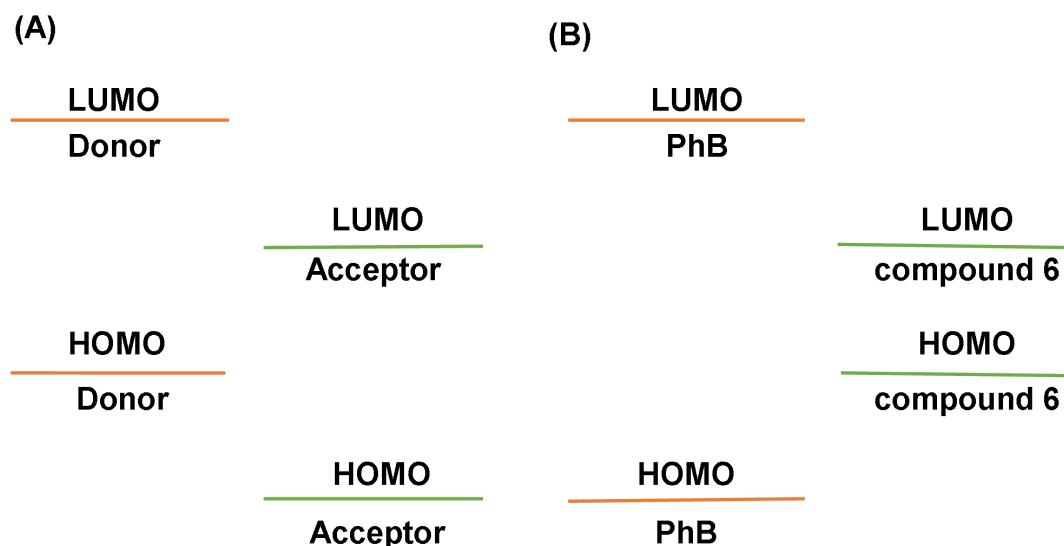 (A)
LUMO
Donor
LUMO
Acceptor
HOMO
Donor
HOMO
Acceptor
(B)
LUMO
PhB
LUMO
compound 6
HOMO
compound 6
HOMO
PhB